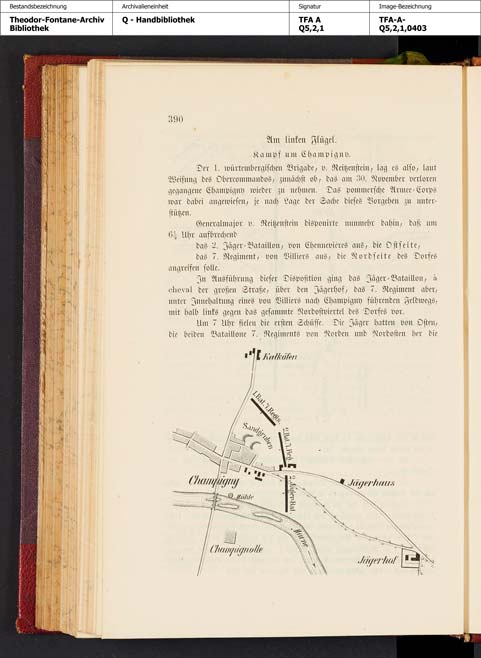 Bestandsbezeichnung
Archivalieneinheit
Signatur
Image-Bezeichnung
Theodor-Fontane-Archiv
Bibliothek
Q - Handbibliothek
TFA A
Q5,2,1
TFA-A-
Q5,2,1,0403
390
Am linken Flügel.
Kampf um Champigny.
Der 1. würtembergischen Brigade, v. Reitzenstein, lag es also, laut
Weisung des Obercommandos, zunächst ob, das am 30. November verloren
gegangene Champigny wieder zu nehmen. Das pommersche Armee-Corps
war dabei angewiesen, je nach Lage der Sache dieses Vorgehen zu unter-
stützen.
Generalmajor v. Reitzenstein disponirte nunmehr dahin, daß um
6¾ Uhr aufbrechend
das 2. Jäger-Bataillon, von Chennevieres aus, die Ostseite,
das 7. Regiment, von Villiers aus, die Nordseite des Dorfes
angreifen solle.
In Ausführung dieser Disposition ging das Jäger-Bataillon, à
cheval der großen Straße, über den Jägerhof, das 7. Regiment aber,
unter Innehaltung eines von Villiers nach Champigny führenden Feldwegs,
mit halb links gegen das gesammte Nordostviertel des Dorfes vor.
Um 7 Uhr fielen die ersten Schüsse. Die Jäger hatten von Osten,
die beiden Bataillone 7. Regiments von Norden und Nordosten her die
Kalköfen
1. Bat. 7. Regts.
Sandgruben
2. Bat. 7. Reg.
Champigny
Mühle
2. Jäger-Bat.
Jägerhaus
Marne
Champignolle
Jägerhof